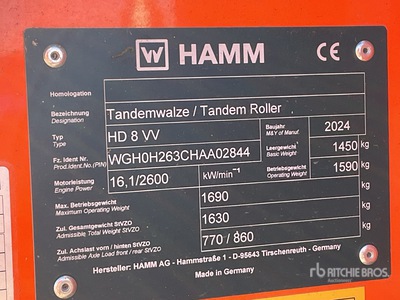 W HAMM CE
Homologation
Bezeichnung Tandemwalze / Tandem Roller
Designation
Typ HD 8 VV Baujahr 2024
Type M&Y of Manuf.
Fz. Ident Nr. WGH0H263CHAA02844 Leergewicht 1450 kg
Prod.Ident.No.(PIN) Basic Weight
Motorleistung 16,1/2600 kW/min⁻¹ Betriebsgewicht 1590 kg
Engine Power Operating Weight
Max. Betriebsgewicht 1690 kg
Maximum Operating Weight
Zul. Gesamtgewicht StVZO 1630 kg
Admissible Total Weight StVZO
Zul. Achslast vorn / hinten StVZO 770 / 860 kg
Admissible Axle Load front / rear StVZO
Hersteller: HAMM AG - Hammstraße 1 - D-95643 Tirschenreuth - Germany
Made in Germany
rb RITCHIE BROS.